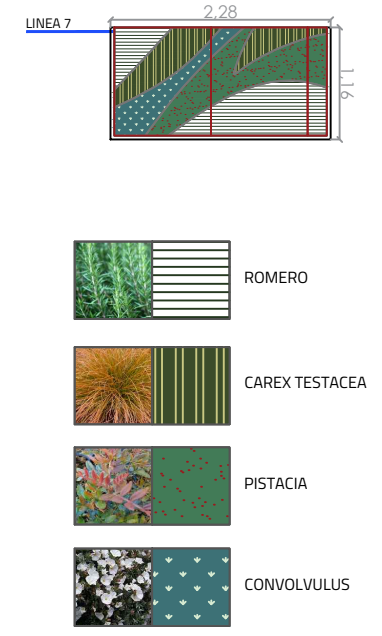 2,28
LINEA 7
1,16
ROMERO
CAREX TESTACEA
PISTACIA
CONVOLVULUS